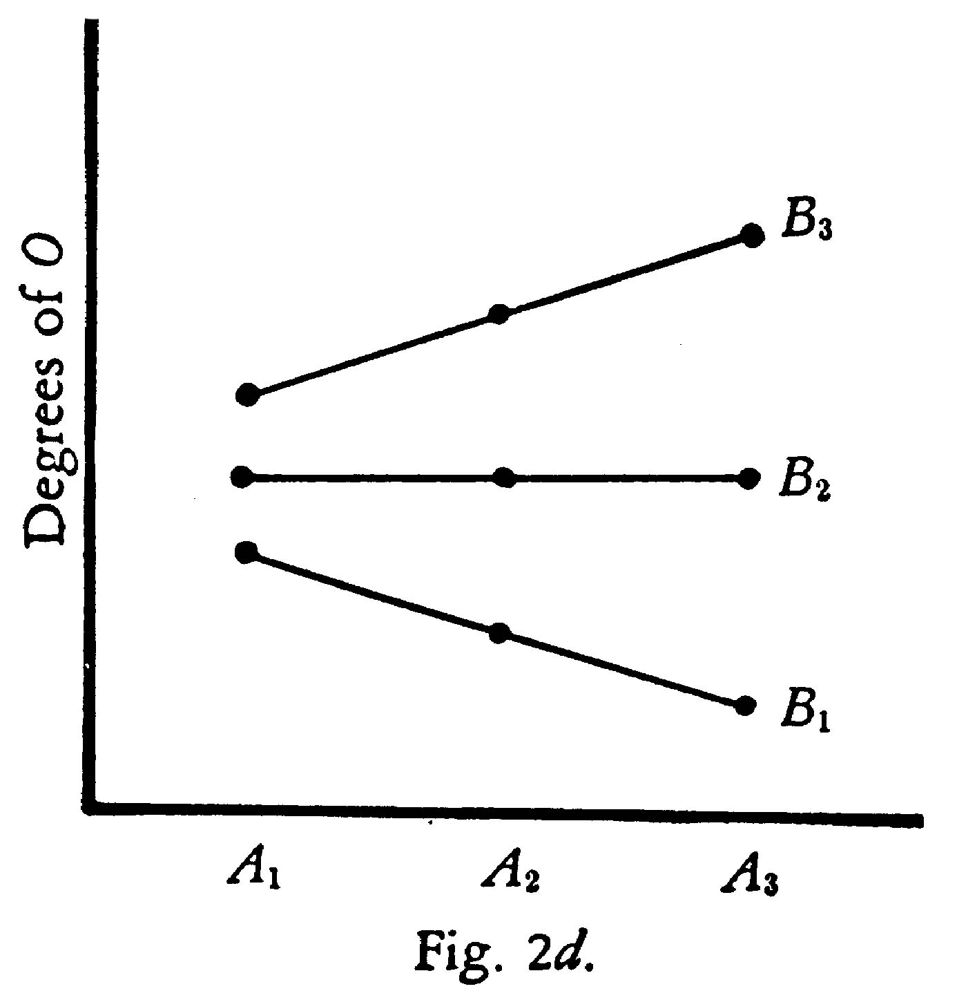 Degrees of O
B₃
B₂
B₁
A₁ A₂ A₃
Fig. 2d.